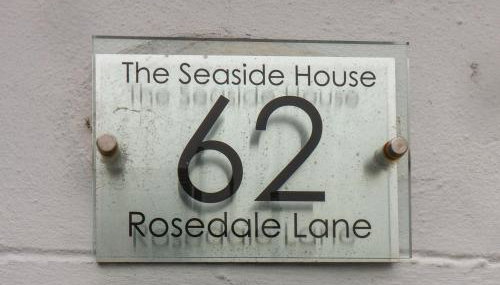 The Seaside House
62
Rosedale Lane